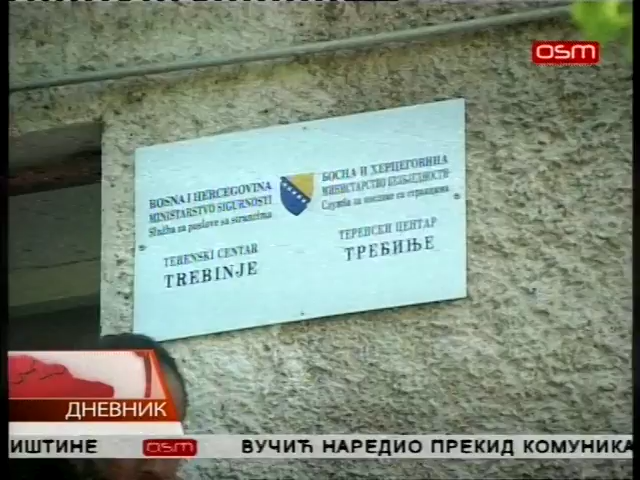 OSM
BOSNA I HERCEGOVINA
MINISTARSTVO SIGURNOSTI
Služba za poslove sa strancima
TERENSKI CENTAR
TREBINJE
БОСНА И ХЕРЦЕГОВИНА
МИНИСТАРСТВО БЕЗБЈЕДНОСТИ
Служба за послове са странцима
ТЕРЕНСКИ ЦЕНТАР
ТРЕБИЊЕ
ДНЕВНИК
ИШТИНЕ OSM ВУЧИЋ НАРЕДИО ПРЕКИД КОМУНИКА